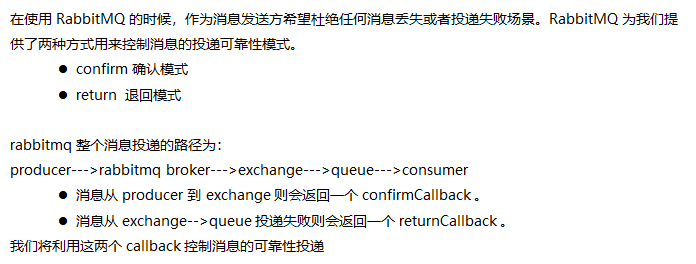 在使用 RabbitMQ 的时候，作为消息发送方希望杜绝任何消息丢失或者投递失败场景。RabbitMQ 为我们提
供了两种方式用来控制消息的投递可靠性模式。
● confirm 确认模式
● return 退回模式
rabbitmq 整个消息投递的路径为：
producer--->rabbitmq broker--->exchange--->queue--->consumer
● 消息从 producer 到 exchange 则会返回一个 confirmCallback 。
● 消息从 exchange-->queue 投递失败则会返回一个 returnCallback 。
我们将利用这两个 callback 控制消息的可靠性投递